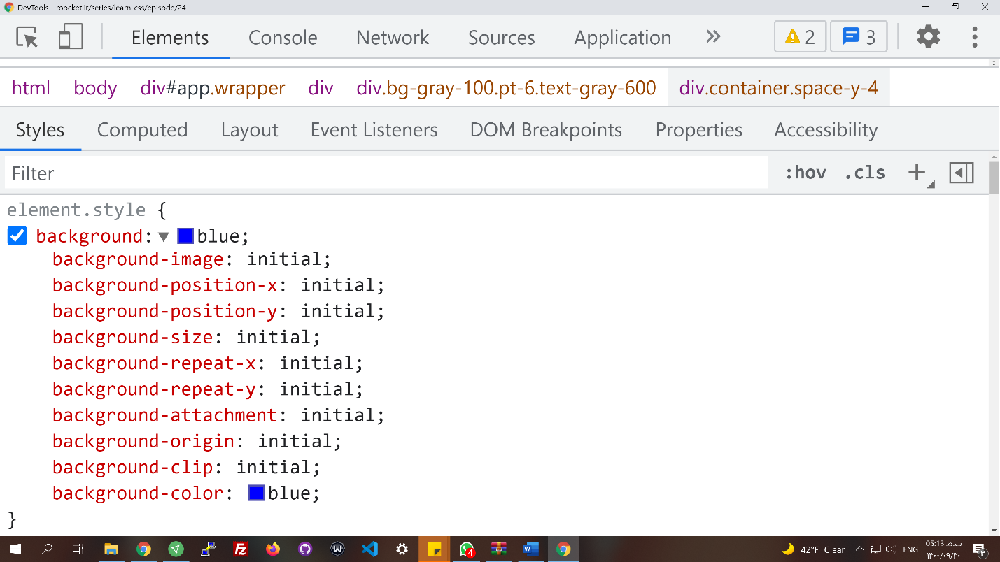 DevTools - roocket.ir/series/learn-css/episode/24
Elements Console Network Sources Application 2 3
html body div#app.wrapper div div.bg-gray-100.pt-6.text-gray-600 div.container.space-y-4
Styles Computed Layout Event Listeners DOM Breakpoints Properties Accessibility
Filter :hov .cls
element.style {
background: blue;
background-image: initial;
background-position-x: initial;
background-position-y: initial;
background-size: initial;
background-repeat-x: initial;
background-repeat-y: initial;
background-attachment: initial;
background-origin: initial;
background-clip: initial;
background-color: blue;
}
4 42°F Clear ENG 05:13 ب.ظ
۱۴۰۰/۰۹/۳۰